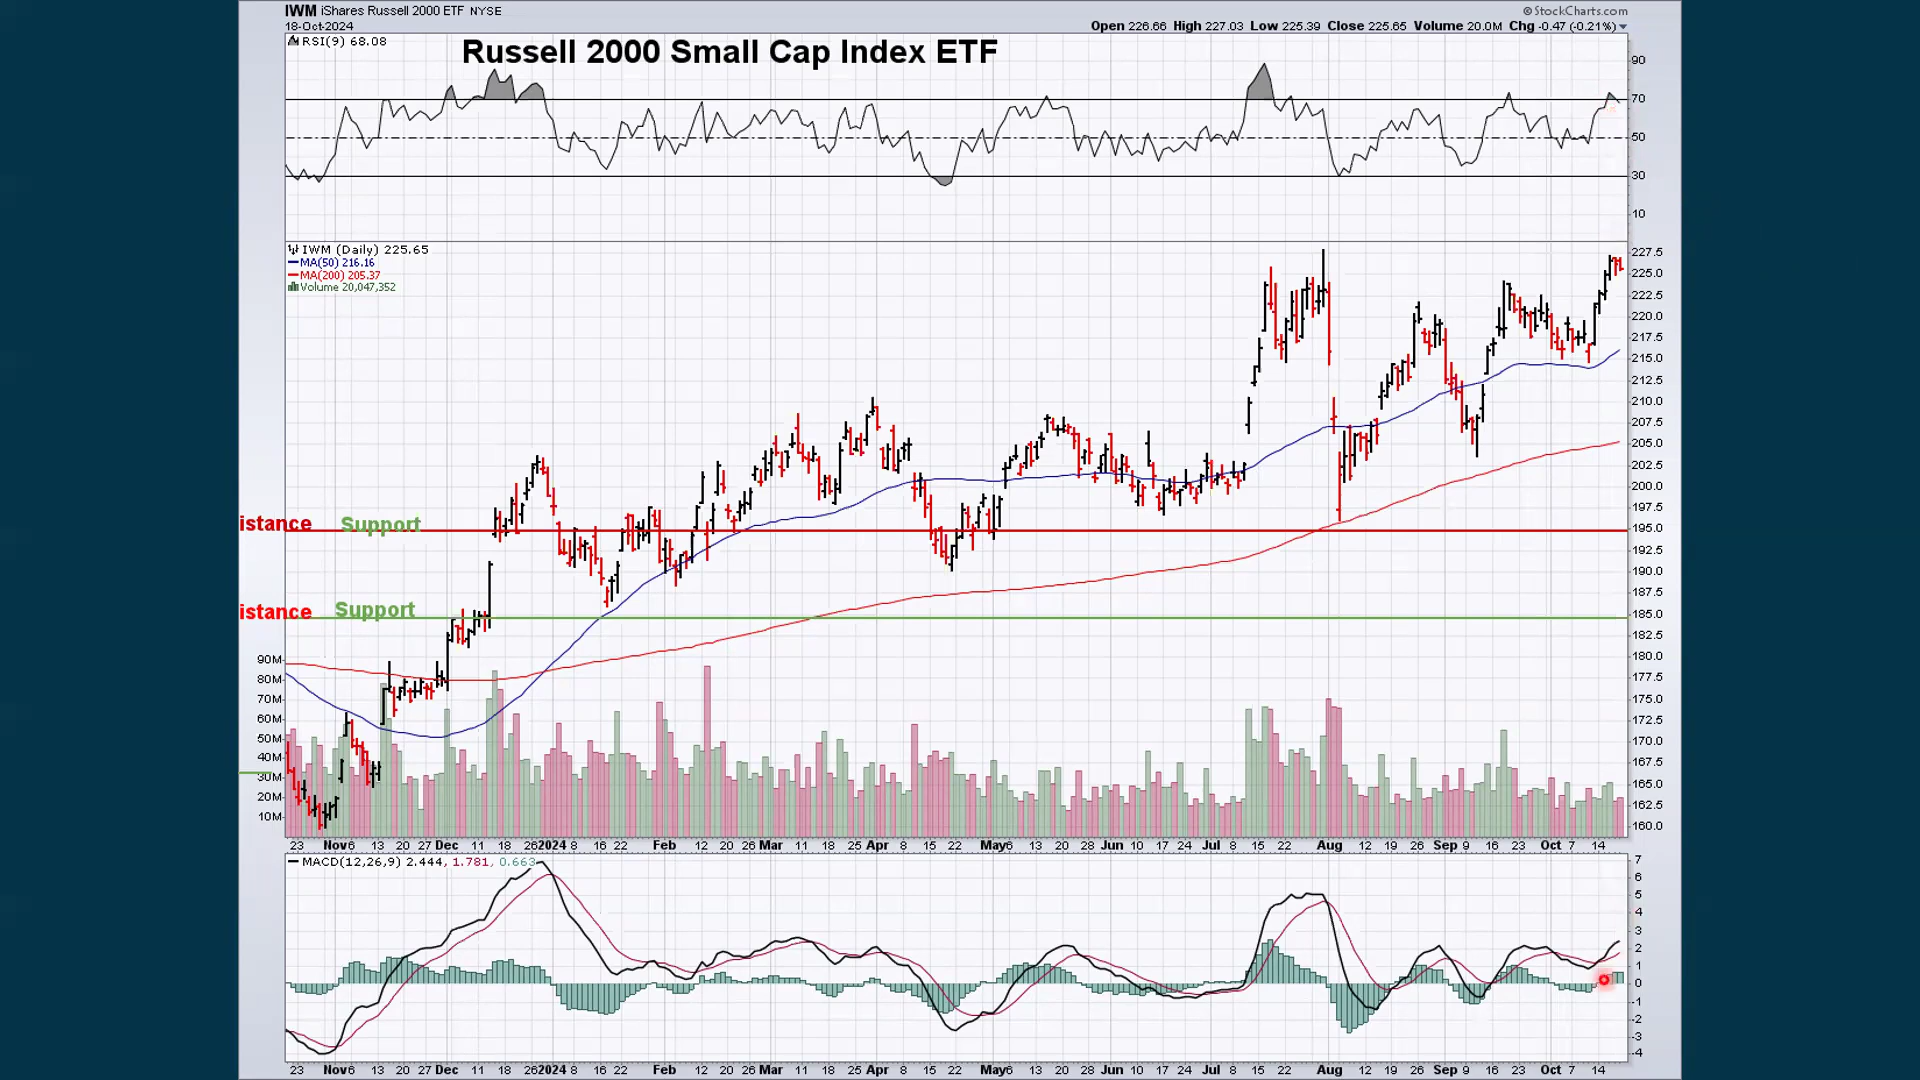 IWM iShares Russell 2000 ETF NYSE
© StockCharts.com
18-Oct-2024
Open 226.66 High 227.03 Low 225.39 Close 225.65 Volume 20.0M Chg -0.47 (-0.21%)
RSI(9) 68.08
Russell 2000 Small Cap Index ETF
90
70
50
30
10
IWM (Daily) 225.65
MA(50) 216.16
MA(200) 205.37
Volume 20,047,352
227.5
225.0
222.5
220.0
217.5
215.0
212.5
210.0
207.5
205.0
202.5
200.0
197.5
195.0
192.5
190.0
187.5
185.0
182.5
180.0
177.5
175.0
172.5
170.0
167.5
165.0
162.5
160.0
istance Support
istance Support
90M
80M
70M
60M
50M
40M
30M
20M
10M
23 Nov 6 13 20 27 Dec 11 18 26 2024 8 16 22 Feb 12 20 26 Mar 11 18 Apr 8 15 22 May 6 13 20 28 Jun 10 17 24 Jul 8 15 22 Aug 12 19 26 Sep 9 16 23 Oct 7 14
MACD(12,26,9) 2.444, 1.781, 0.663
7
6
5
4
3
2
1
0
-1
-2
-3
-4
23 Nov 6 13 20 27 Dec 11 18 26 2024 8 16 22 Feb 12 20 26 Mar 11 18 Apr 8 15 22 May 6 13 20 28 Jun 10 17 24 Jul 8 15 22 Aug 12 19 26 Sep 9 16 23 Oct 7 14